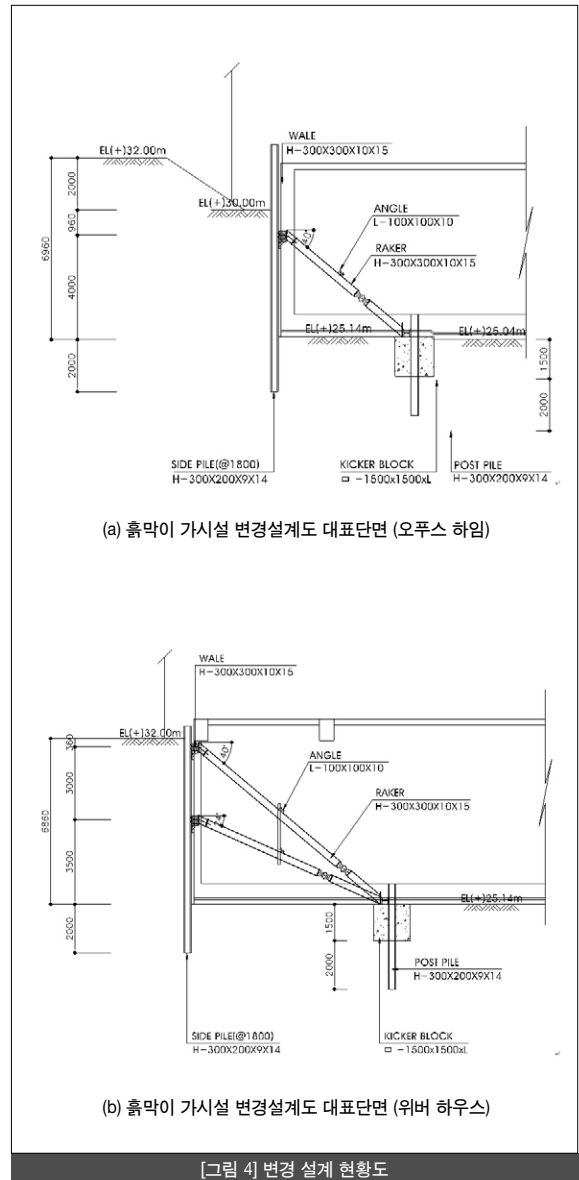 EL(+)32.00m
WALE
H-300X300X10X15
2000
EL(+)30.00m
960
ANGLE
L-100X100X10
40°
RAKER
H-300X300X10X15
6960
4000
EL(+)25.14m
EL(+)25.04m
2000
1500
2000
SIDE PILE(@1800)
H-300X200X9X14
KICKER BLOCK
□ -1500x1500xL
POST PILE
H-300X200X9X14
(a) 흙막이 가시설 변경설계도 대표단면 (오푸스 하임)
WALE
H-300X300X10X15
EL(+)32.00m
360
40°
ANGLE
L-100X100X10
3000
RAKER
H-300X300X10X15
6860
3500
EL(+)25.14m
2000
1500
2000
POST PILE
H-300X200X9X14
SIDE PILE(@1800)
H-300X200X9X14
KICKER BLOCK
□ -1500x1500xL
(b) 흙막이 가시설 변경설계도 대표단면 (위버 하우스)
[그림 4] 변경 설계 현황도